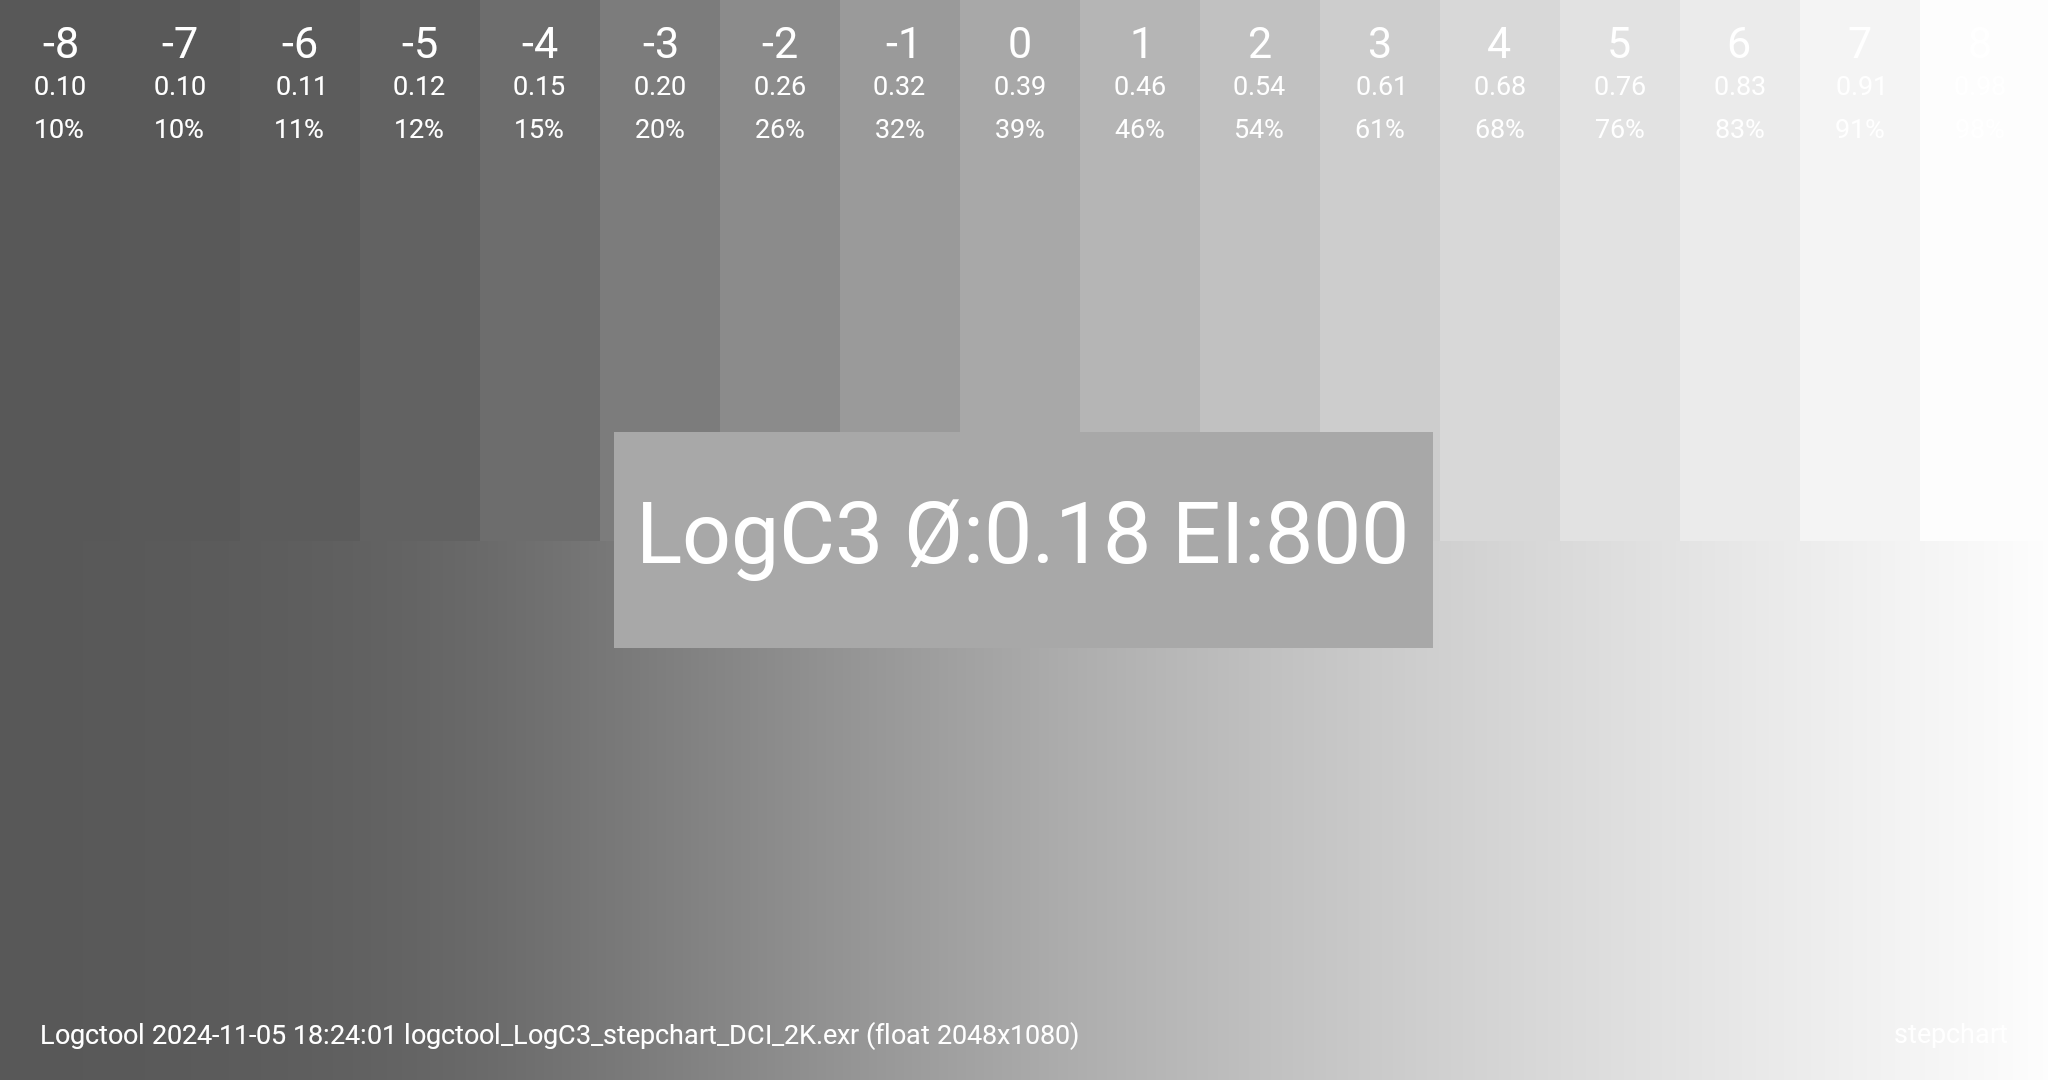 -8 -7 -6 -5 -4 -3 -2 -1 0 1 2 3 4 5 6 7 8
0.10 0.10 0.11 0.12 0.15 0.20 0.26 0.32 0.39 0.46 0.54 0.61 0.68 0.76 0.83 0.91
10% 10% 11% 12% 15% 20% 26% 32% 39% 46% 54% 61% 68% 76% 83% 91%
LogC3 Ø:0.18 EI:800
Logctool 2024-11-05 18:24:01 logctool_LogC3_stepchart_DCI_2K.exr (float 2048x1080)
stepchart